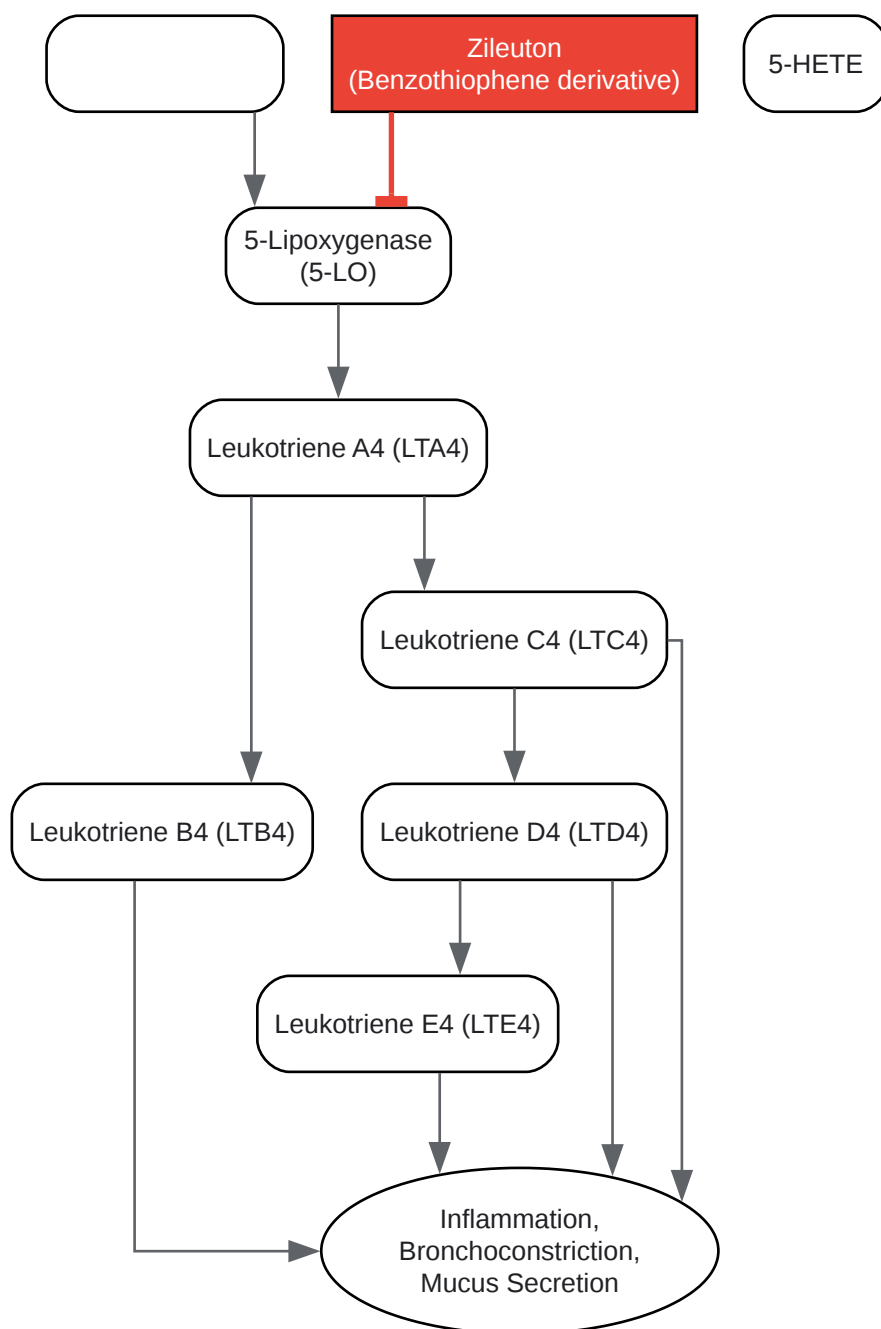 Zileuton
(Benzothiophene derivative)
5-HETE
5-Lipoxygenase
(5-LO)
Leukotriene A4 (LTA4)
Leukotriene C4 (LTC4)
Leukotriene B4 (LTB4)
Leukotriene D4 (LTD4)
Leukotriene E4 (LTE4)
Inflammation,
Bronchoconstriction,
Mucus Secretion